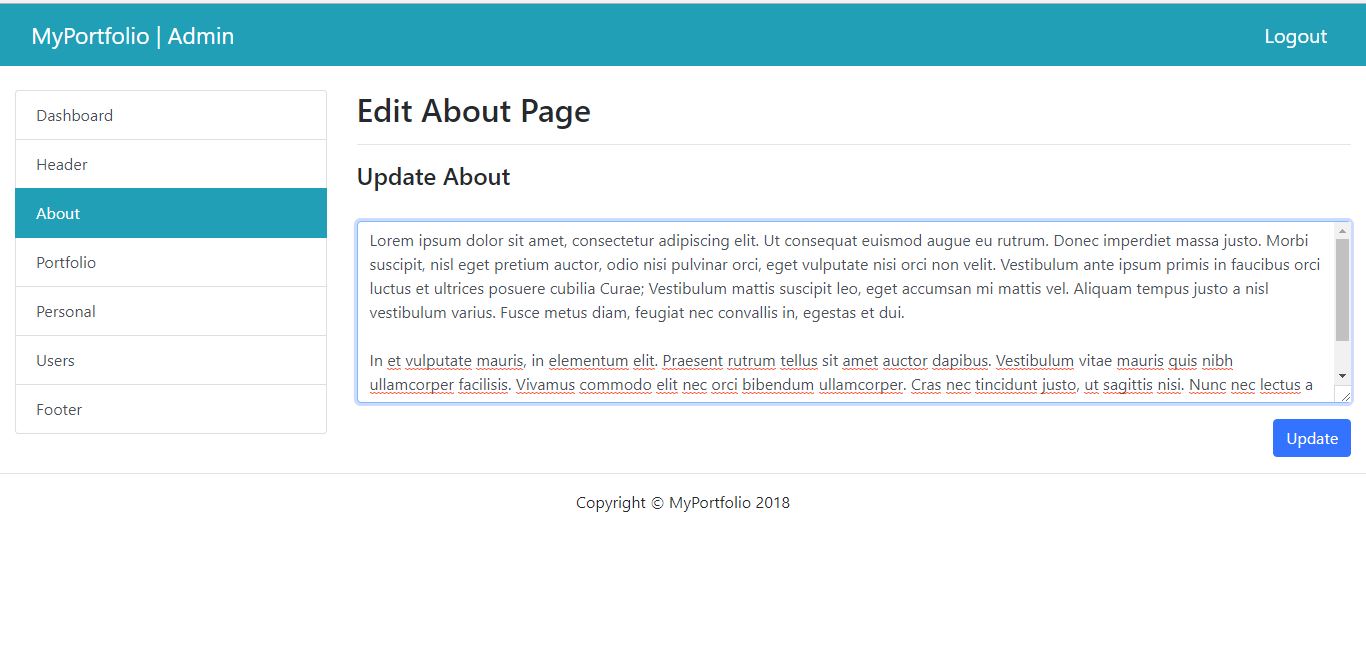 MyPortfolio | Admin
Logout
Dashboard
Header
About
Portfolio
Personal
Users
Footer
Edit About Page
Update About
Lorem ipsum dolor sit amet, consectetur adipiscing elit. Ut consequat euismod augue eu rutrum. Donec imperdiet massa justo. Morbi
suscipit, nisl eget pretium auctor, odio nisi pulvinar orci, eget vulputate nisi orci non velit. Vestibulum ante ipsum primis in faucibus orci
luctus et ultrices posuere cubilia Curae; Vestibulum mattis suscipit leo, eget accumsan mi mattis vel. Aliquam tempus justo a nisl
vestibulum varius. Fusce metus diam, feugiat nec convallis in, egestas et dui.
In et vulputate mauris, in elementum elit. Praesent rutrum tellus sit amet auctor dapibus. Vestibulum vitae mauris quis nibh
ullamcorper facilisis. Vivamus commodo elit nec orci bibendum ullamcorper. Cras nec tincidunt justo, ut sagittis nisi. Nunc nec lectus a
Update
Copyright © MyPortfolio 2018